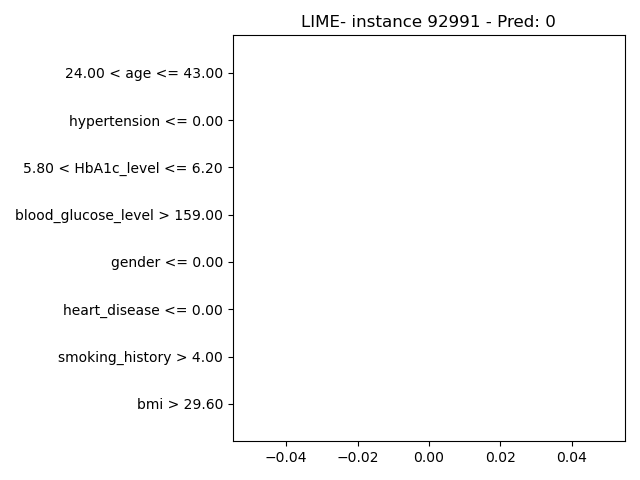 LIME- instance 92991 - Pred: 0
24.00 < age <= 43.00
hypertension <= 0.00
5.80 < HbA1c_level <= 6.20
blood_glucose_level > 159.00
gender <= 0.00
heart_disease <= 0.00
smoking_history > 4.00
bmi > 29.60
−0.04 −0.02 0.00 0.02 0.04